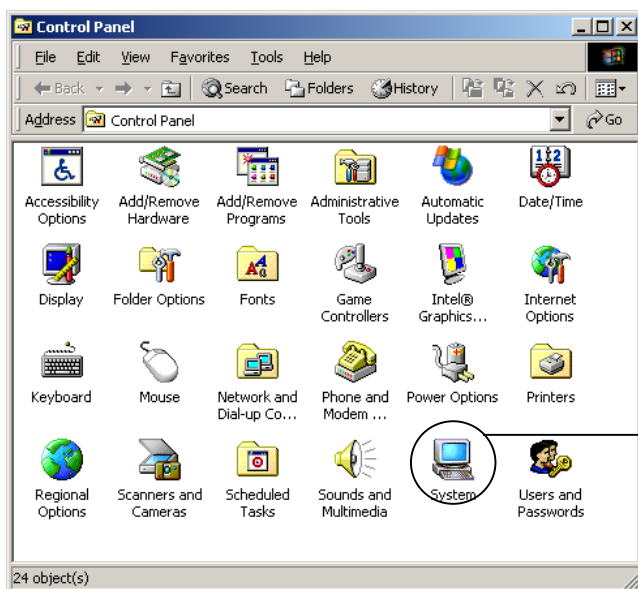 Control Panel
File Edit View Favorites Tools Help
Back Search Folders History
Address Control Panel Go
Accessibility Options
Add/Remove Hardware
Add/Remove Programs
Administrative Tools
Automatic Updates
12
Date/Time
Display
Folder Options
Fonts
Game Controllers
Intel® Graphics...
Internet Options
Keyboard
Mouse
Network and Dial-up Co...
Phone and Modem ...
Power Options
Printers
Regional Options
Scanners and Cameras
Scheduled Tasks
Sounds and Multimedia
System
Users and Passwords
24 object(s)